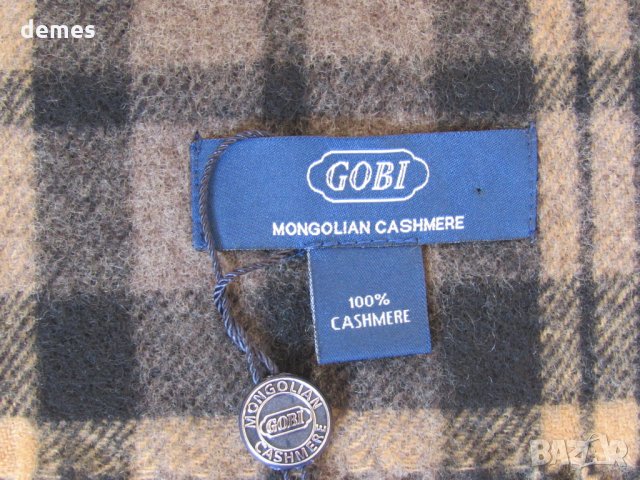 demes
GOBI
MONGOLIAN CASHMERE
100%
CASHMERE
MONGOLIAN
GOBI
CASHMERE
BAZAR